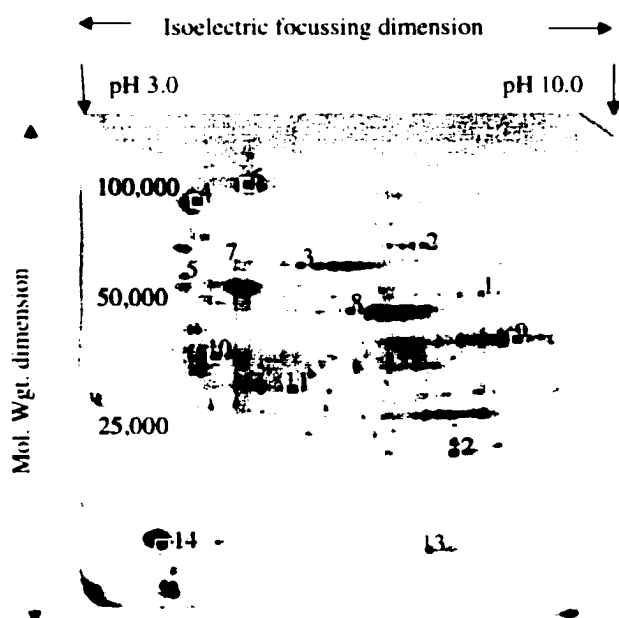 Isoelectric focussing dimension
pH 3.0 pH 10.0
100,000 4 6
2
7 3
5
50,000 8 1
9
10
11
25,000
12
14 13
Mol. Wgt. dimension